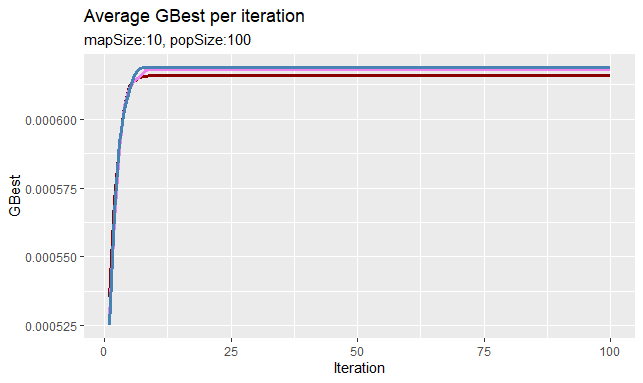 Average GBest per iteration
mapSize:10, popSize:100
GBest
0.000600
0.000575
0.000550
0.000525
0
25
50
75
100
Iteration